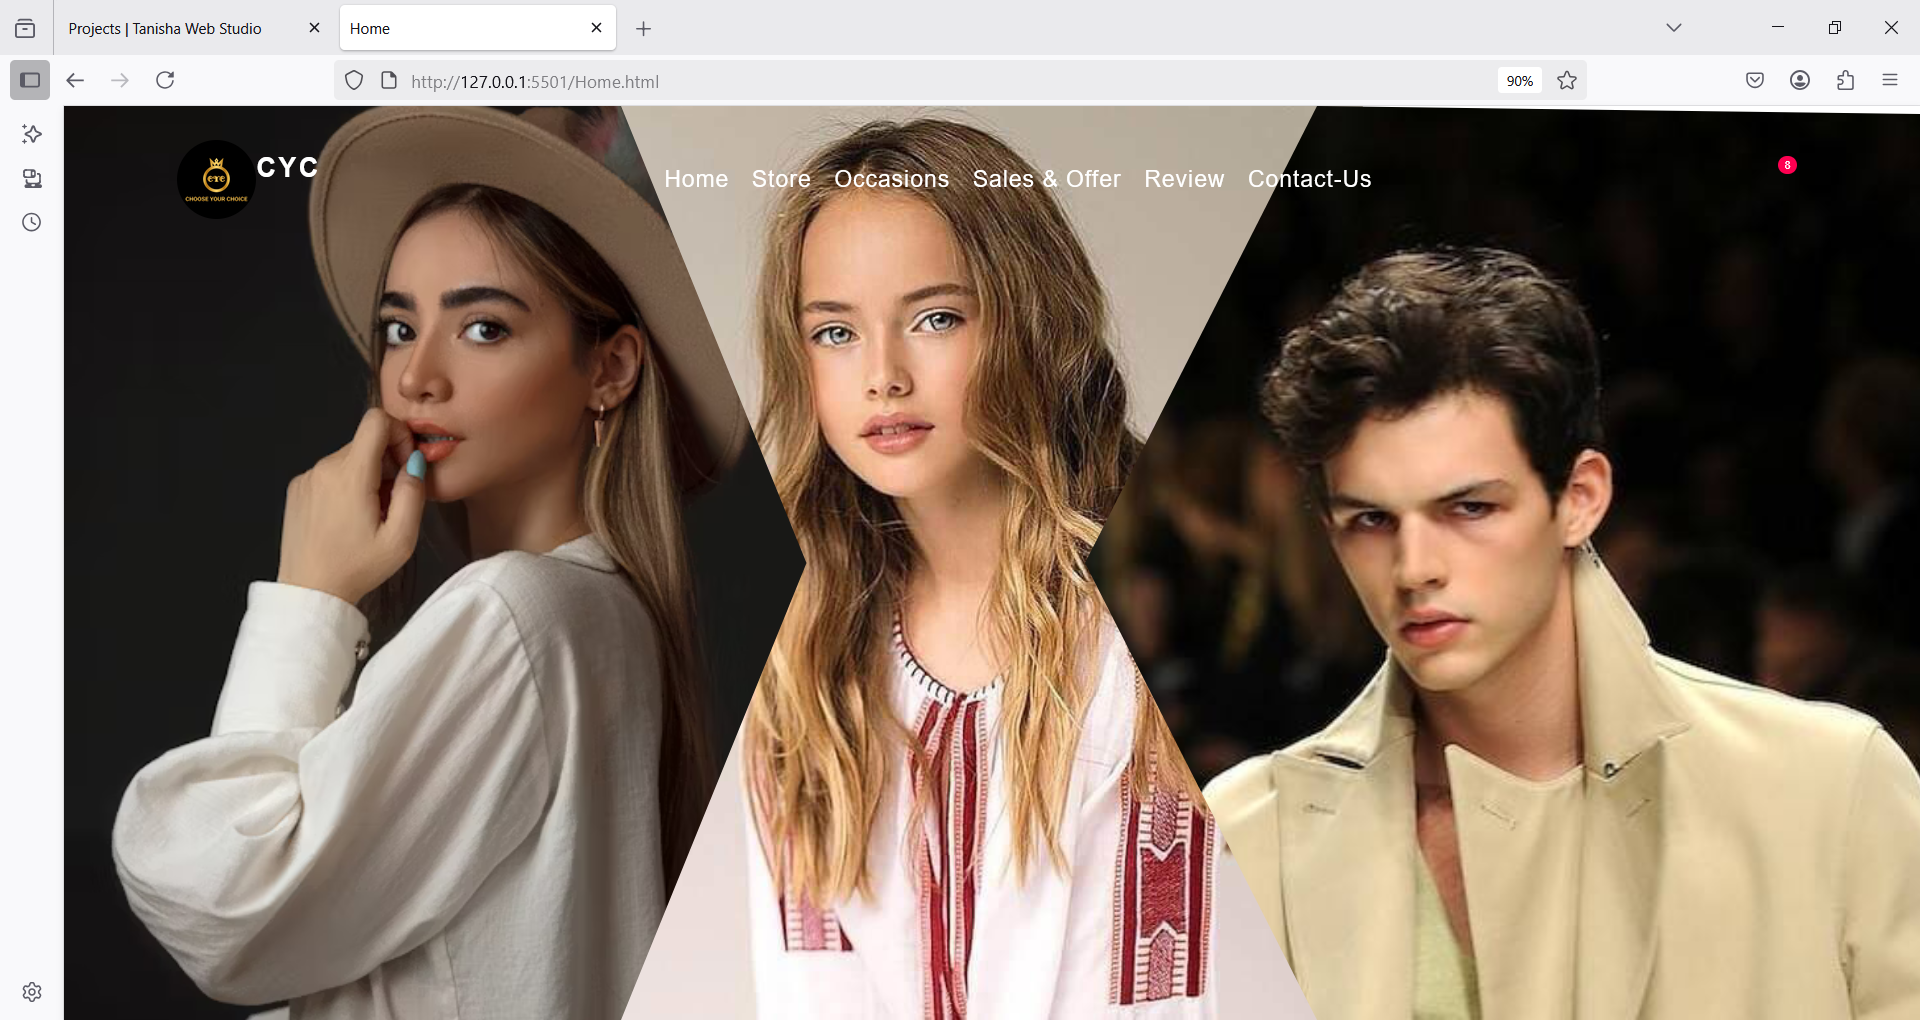 Projects | Tanisha Web Studio
Home
http://127.0.0.1:5501/Home.html
90%
CYC
CYC
CHOOSE YOUR CHOICE
Home Store Occasions Sales & Offer Review Contact-Us
8